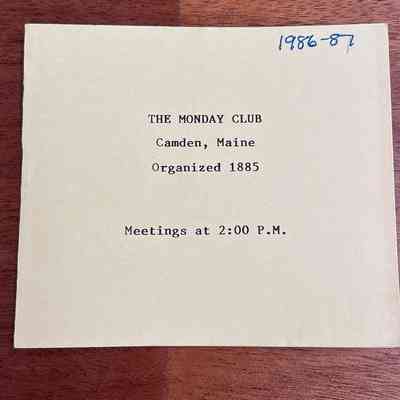 1986-87
THE MONDAY CLUB
Camden, Maine
Organized 1885
Meetings at 2:00 P.M.